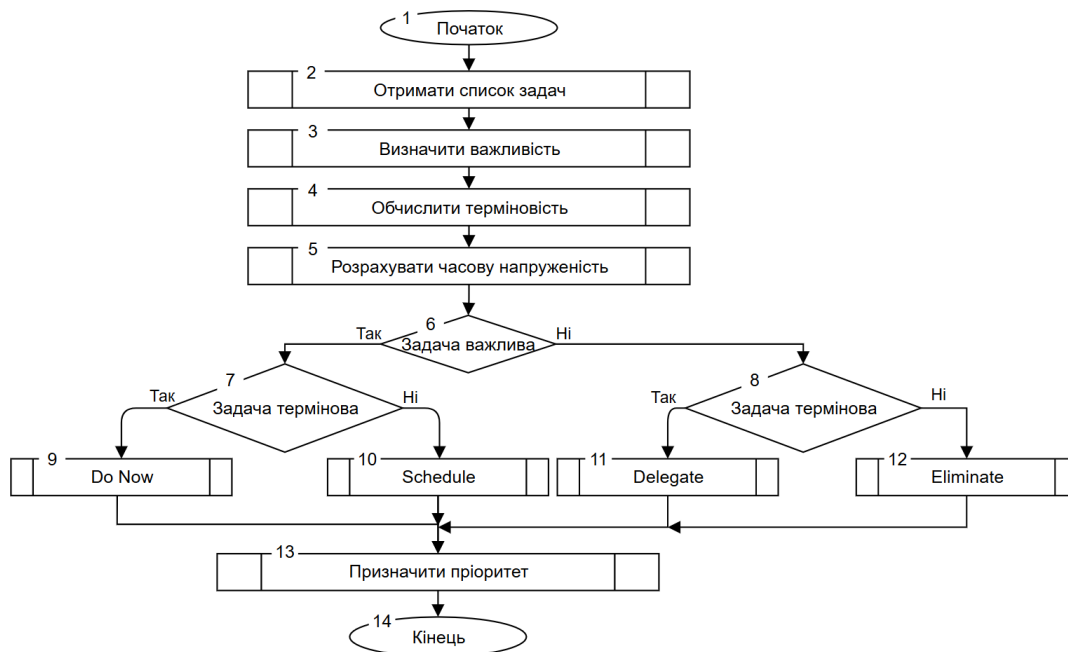 1
Початок
2
Отримати список задач
3
Визначити важливість
4
Обчислити терміновість
5
Розрахувати часову напруженість
6
Так
Ні
Задача важлива
7
Так
Ні
Задача термінова
8
Так
Ні
Задача термінова
9
Do Now
10
Schedule
11
Delegate
12
Eliminate
13
Призначити пріоритет
14
Кінець